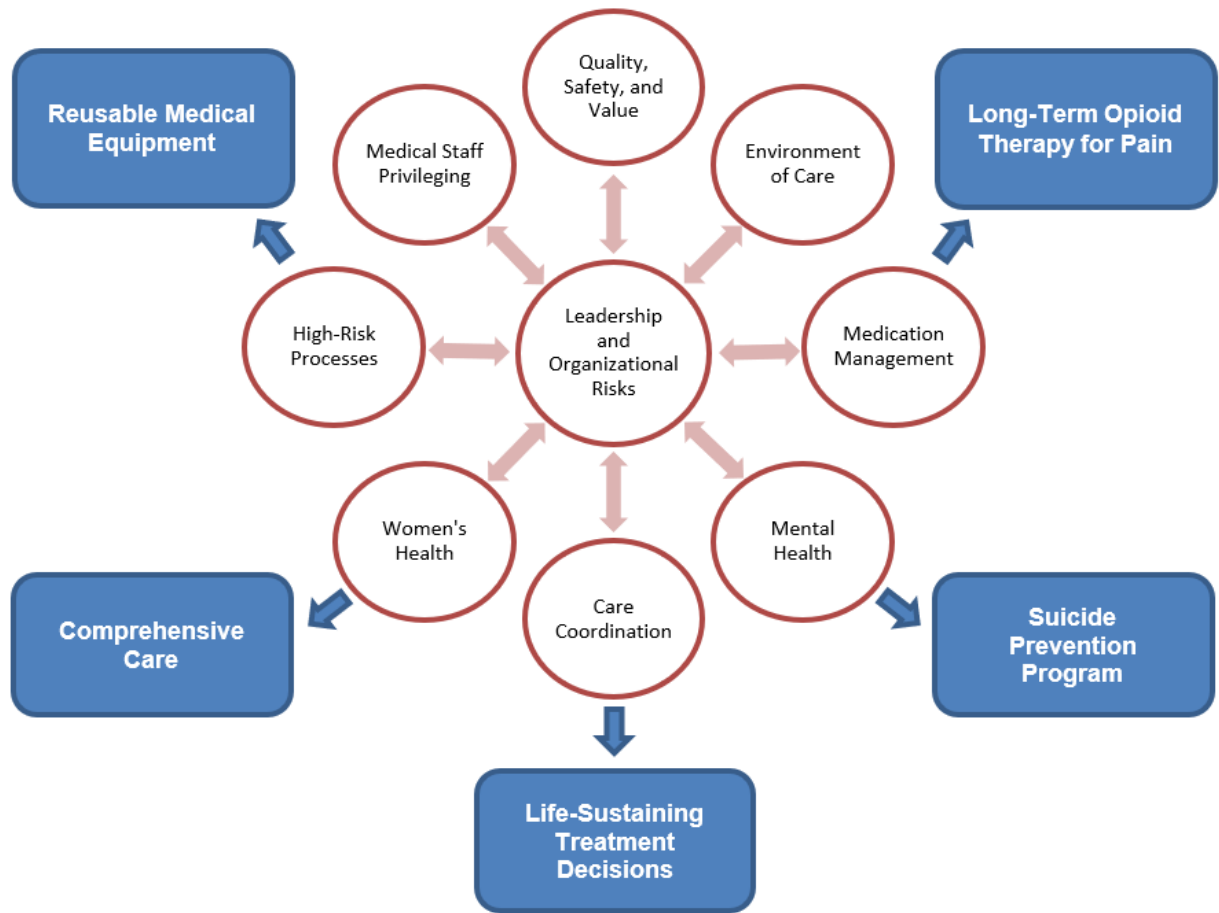 Quality,
Safety, and
Value
Reusable Medical
Equipment
Long-Term Opioid
Therapy for Pain
Medical Staff
Privileging
Environment
of Care
High-Risk
Processes
Leadership
and
Organizational
Risks
Medication
Management
Women's
Health
Mental
Health
Care
Coordination
Comprehensive
Care
Suicide
Prevention
Program
Life-Sustaining
Treatment
Decisions